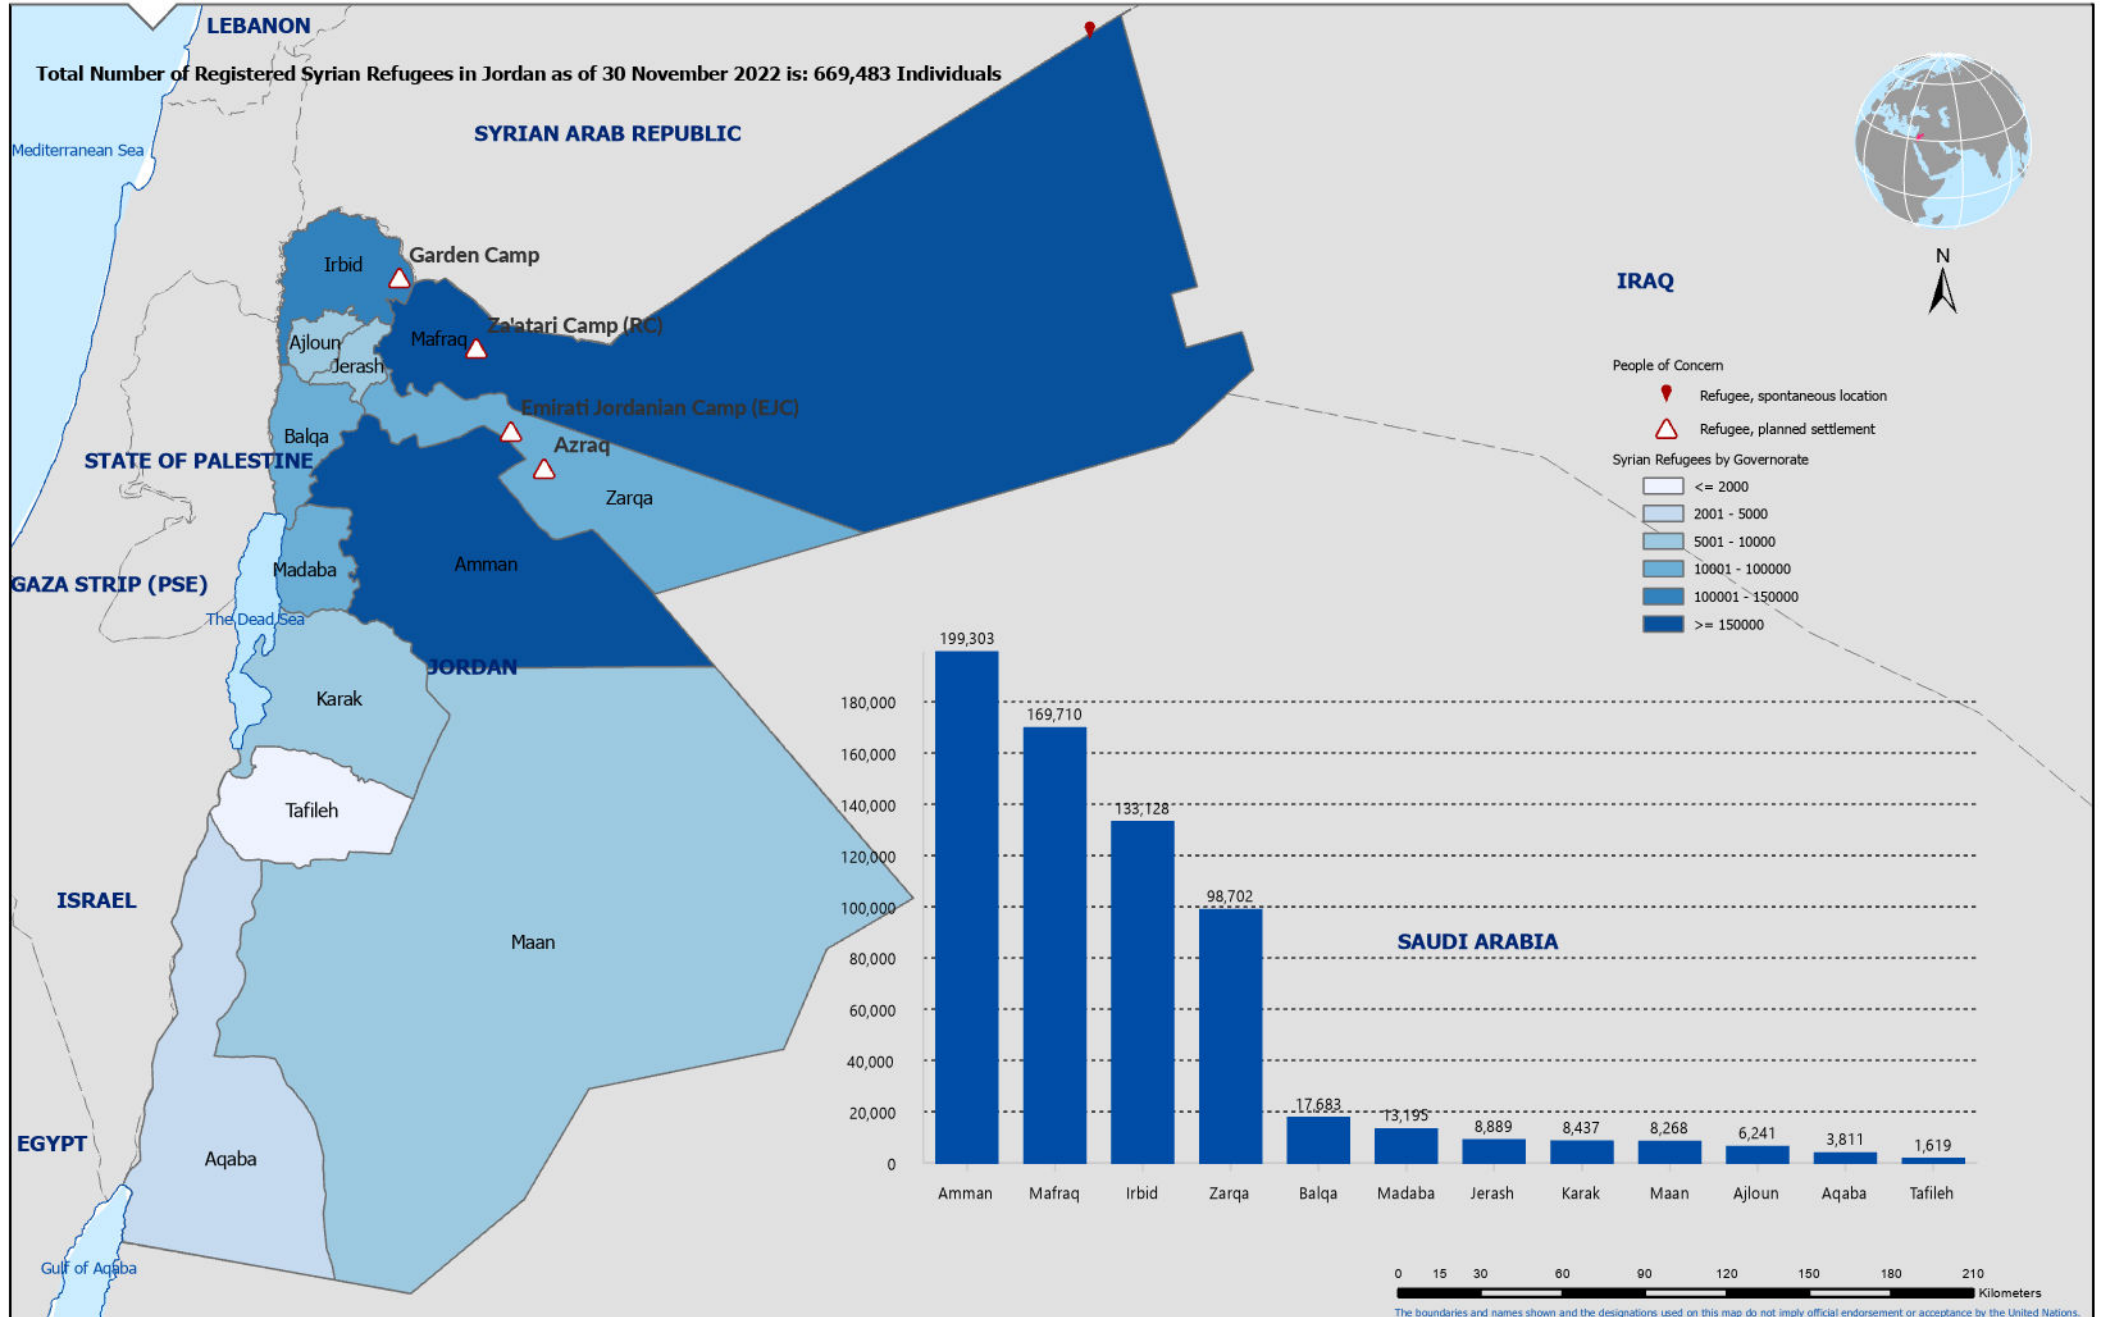 LEBANON
Total Number of Registered Syrian Refugees in Jordan as of 30 November 2022 is: 669,483 Individuals
SYRIAN ARAB REPUBLIC
Mediterranean Sea
N
IRAQ
Irbid
Garden Camp
Ajloun
Jerash
Mafraq
Za'atari Camp (RC)
Emirati Jordanian Camp (EJC)
Azraq
Balqa
STATE OF PALESTINE
Zarqa
Madaba
Amman
GAZA STRIP (PSE)
The Dead Sea
JORDAN
Karak
Tafileh
ISRAEL
Maan
EGYPT
Aqaba
Gulf of Aqaba
SAUDI ARABIA
People of Concern
Refugee, spontaneous location
Refugee, planned settlement
Syrian Refugees by Governorate
<= 2000
2001 - 5000
5001 - 10000
10001 - 100000
100001 - 150000
>= 150000
180,000
160,000
140,000
120,000
100,000
80,000
60,000
40,000
20,000
0
199,303
169,710
133,128
98,702
17,683
13,195
8,889
8,437
8,268
6,241
3,811
1,619
Amman Mafraq Irbid Zarqa Balqa Madaba Jerash Karak Maan Ajloun Aqaba Tafileh
0 15 30 60 90 120 150 180 210
Kilometers
The boundaries and names shown and the designations used on this map do not imply official endorsement or acceptance by the United Nations.